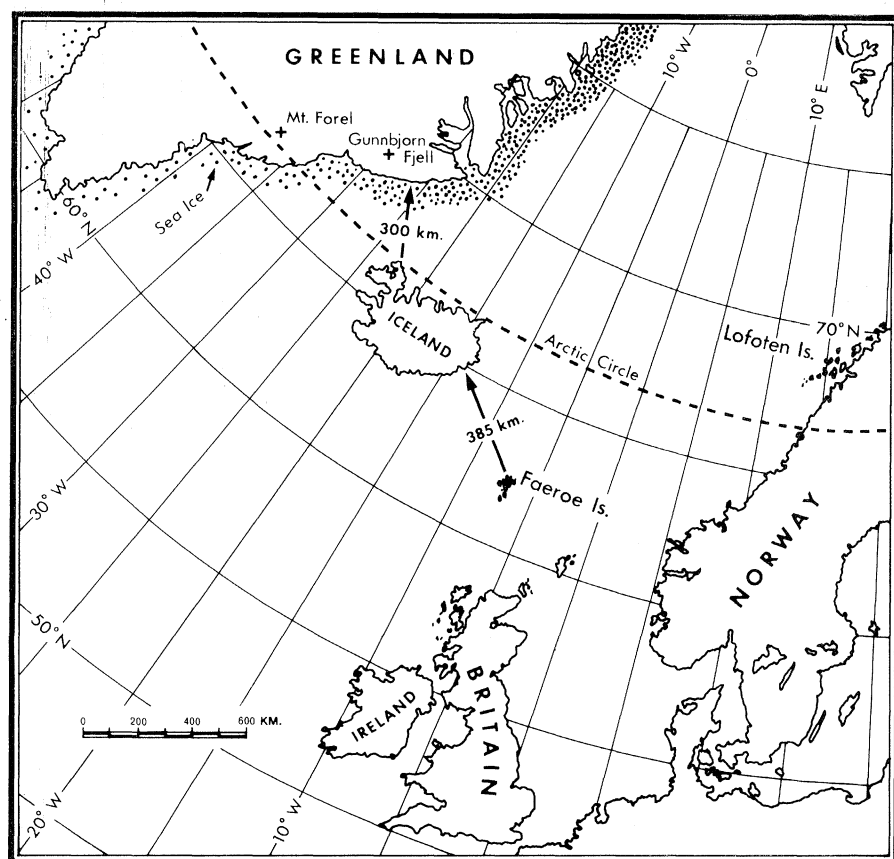 GREENLAND
10° W
0°
10° E
Mt. Forel
Gunnbjorn
Fjell
Sea Ice
60° N
40° W
300 km.
ICELAND
Arctic Circle
70° N
Lofoten Is.
385 km.
Faeroe Is.
30° W
NORWAY
50° N
BRITAIN
IRELAND
0 200 400 600 KM.
20° W
10° W